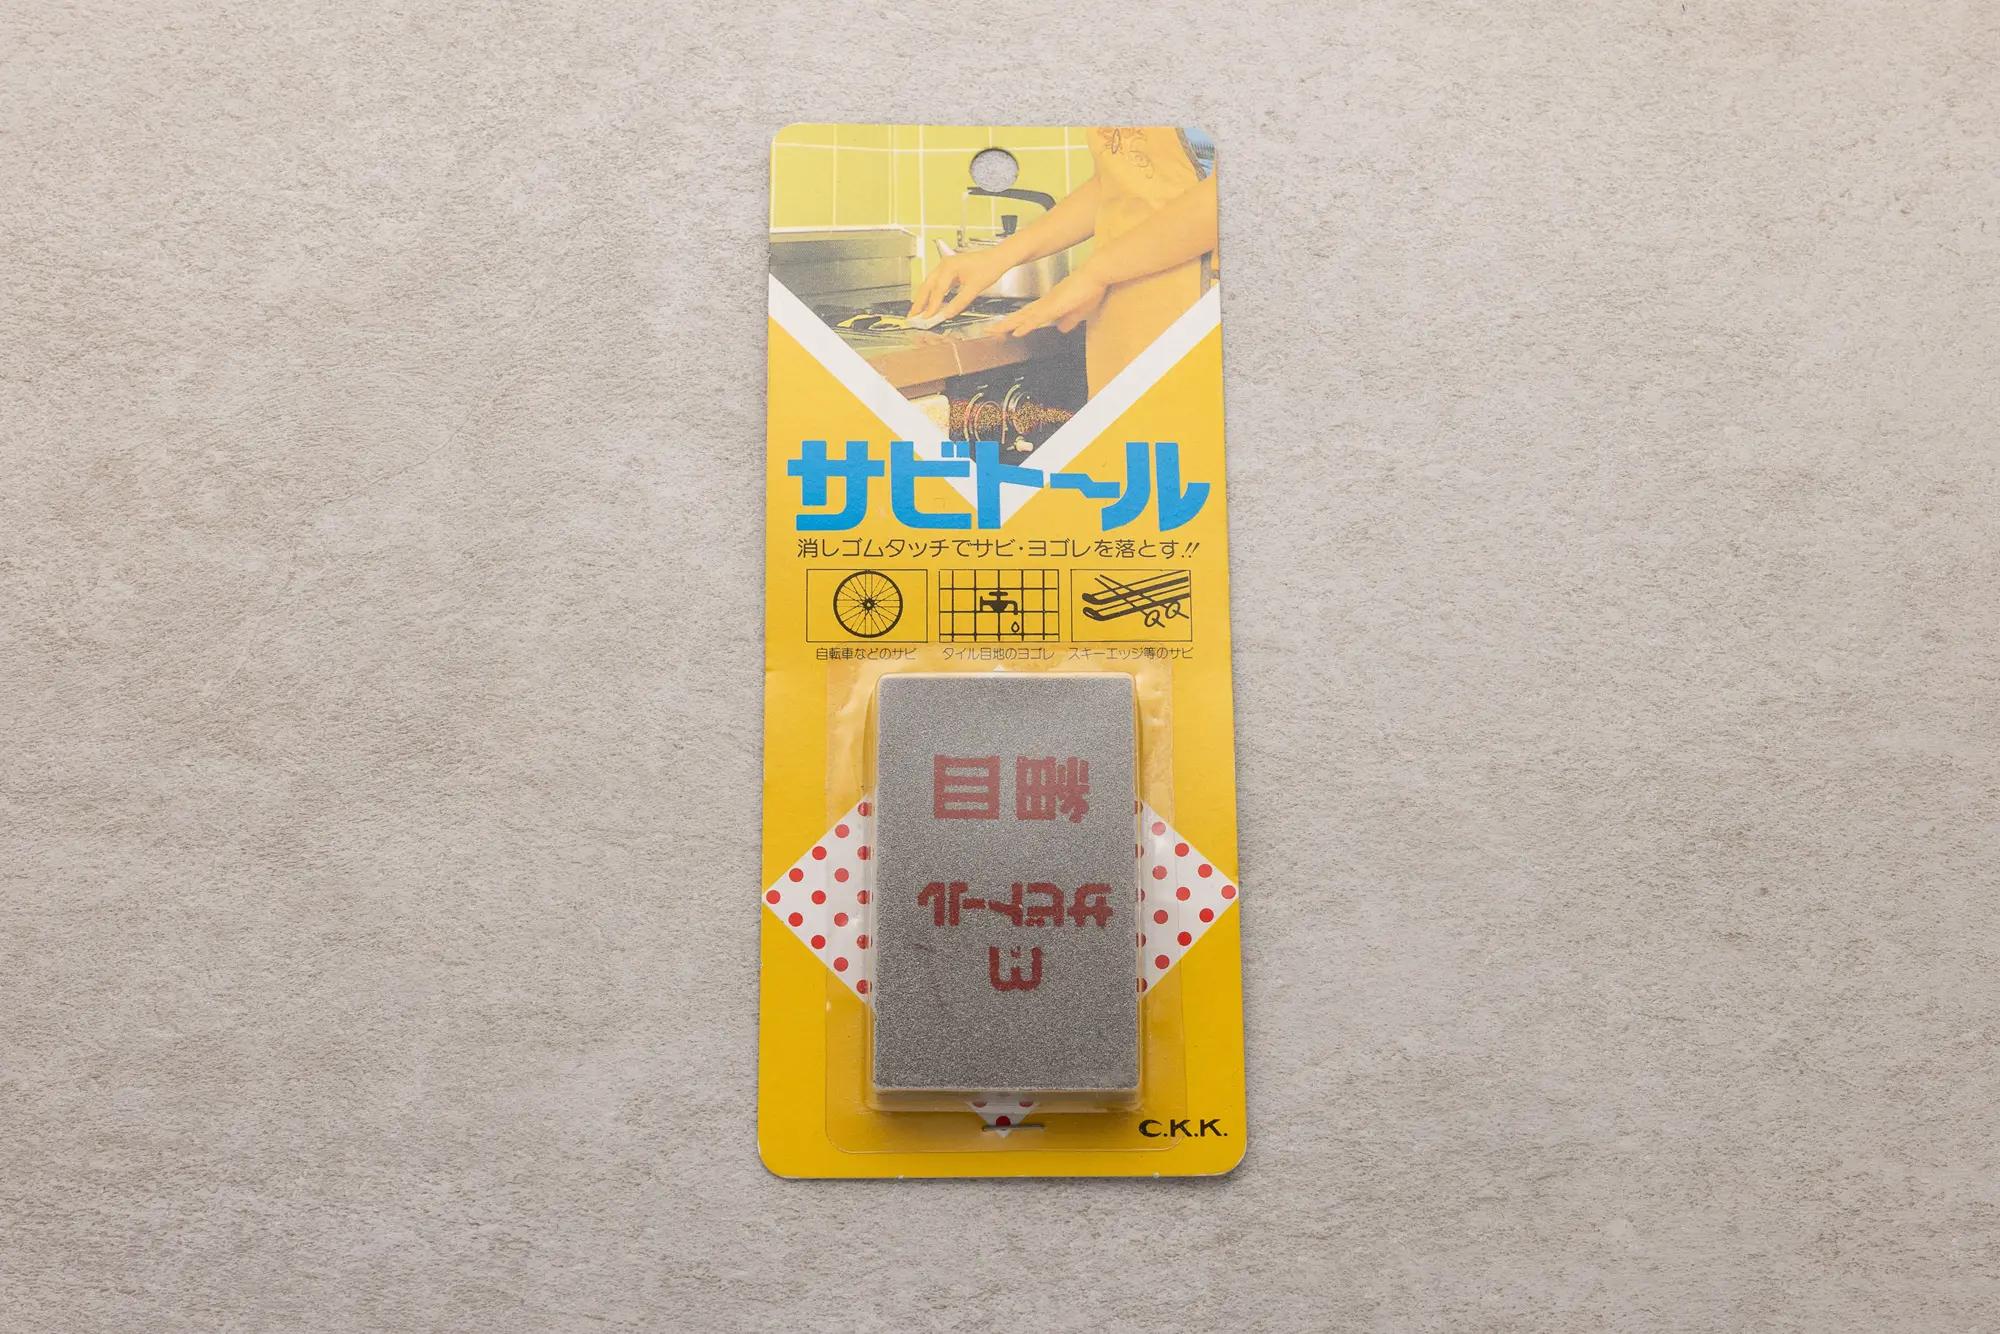 サビトール
消しゴムタッチでサビ・ヨゴレを落とす!!
自転車などのサビ
タイル目地のヨゴレ
スキーエッジ等のサビ
サビトール
C.K.K.